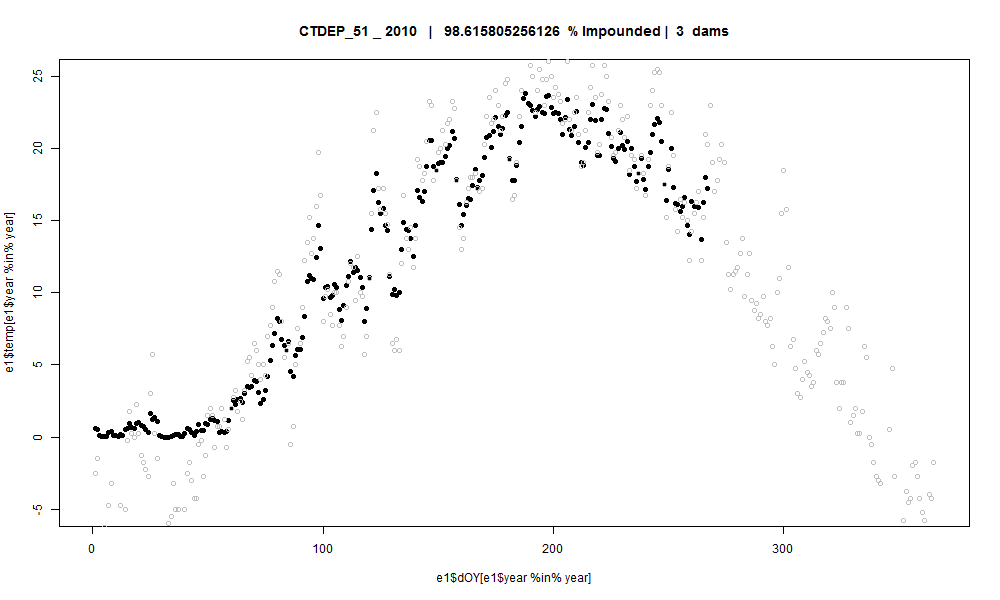 CTDEP_51 _ 2010 | 98.615805256126 % Impounded | 3 dams
e1$temp[e1$year %in% year]
25
20
15
10
5
0
-5
0 100 200 300
e1$dOY[e1$year %in% year]